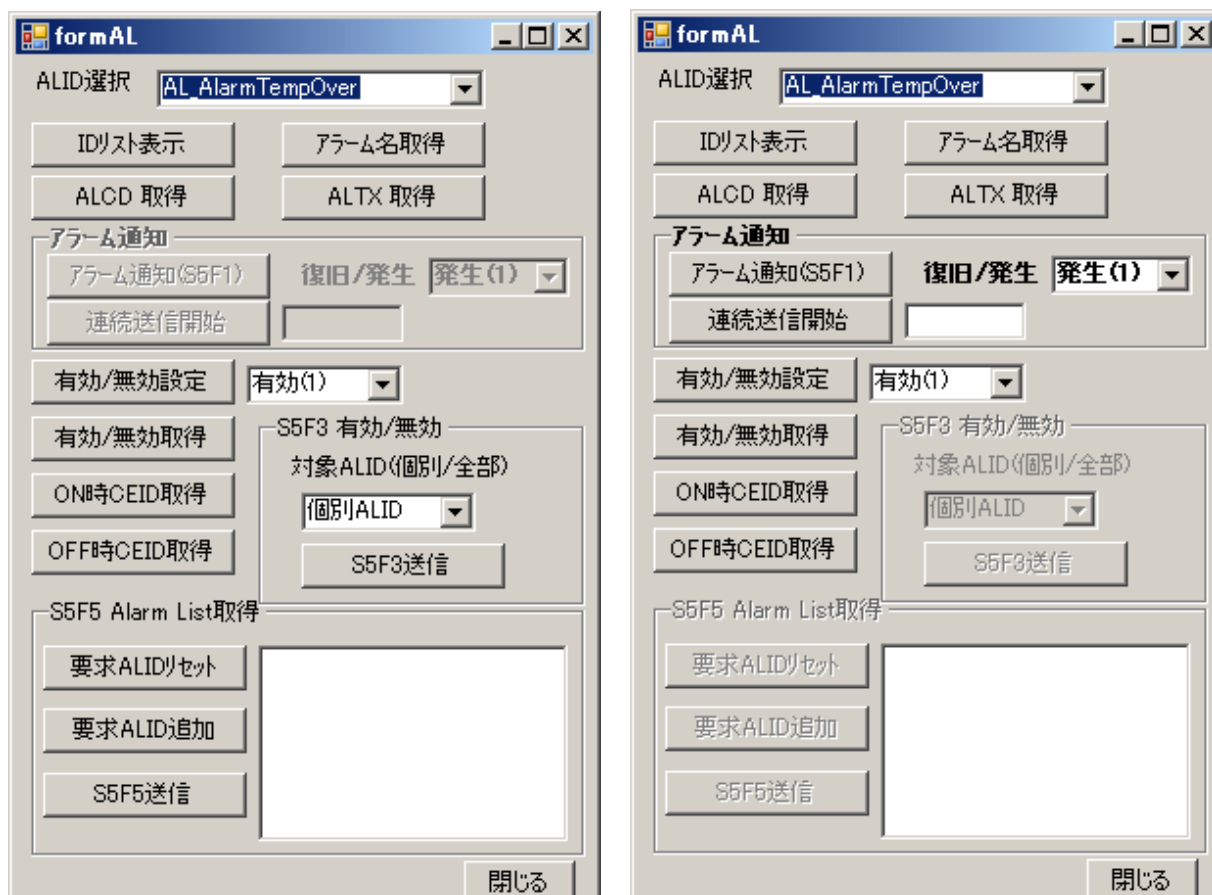 formAL
ALID選択 AL_AlarmTempOver
IDリスト表示 アラーム名取得
ALCD 取得 ALTX 取得
アラーム通知
アラーム通知(S5F1) 復旧/発生 発生(1)
連続送信開始
有効/無効設定 有効(1)
有効/無効取得
S5F3 有効/無効
対象ALID(個別/全部)
ON時CEID取得
個別ALID
OFF時CEID取得
S5F3送信
S5F5 Alarm List取得
要求ALIDリセット
要求ALID追加
S5F5送信
閉じる
formAL
ALID選択 AL_AlarmTempOver
IDリスト表示 アラーム名取得
ALCD 取得 ALTX 取得
アラーム通知
アラーム通知(S5F1) 復旧/発生 発生(1)
連続送信開始
有効/無効設定 有効(1)
有効/無効取得
S5F3 有効/無効
対象ALID(個別/全部)
ON時CEID取得
個別ALID
OFF時CEID取得
S5F3送信
S5F5 Alarm List取得
要求ALIDリセット
要求ALID追加
S5F5送信
閉じる